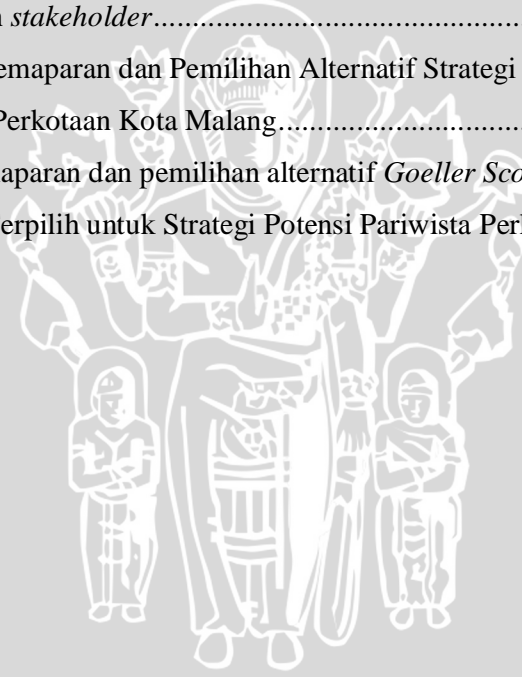 stakeholder.......................................
emaparan dan Pemilihan Alternatif Strategi
Perkotaan Kota Malang..............................
aparan dan pemilihan alternatif Goeller Sco
erpilih untuk Strategi Potensi Pariwista Per